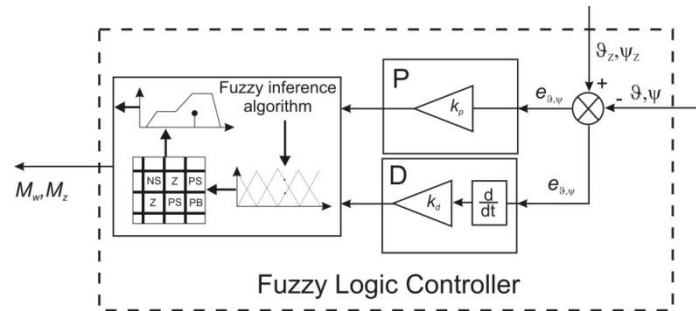 ϑz,ψz
+
- ϑ,ψ
Fuzzy inference
algorithm
P
kp
eϑ,ψ
D
kd
d
dt
eϑ,ψ
NS Z PS
Z PS PB
Mw,Mz
Fuzzy Logic Controller